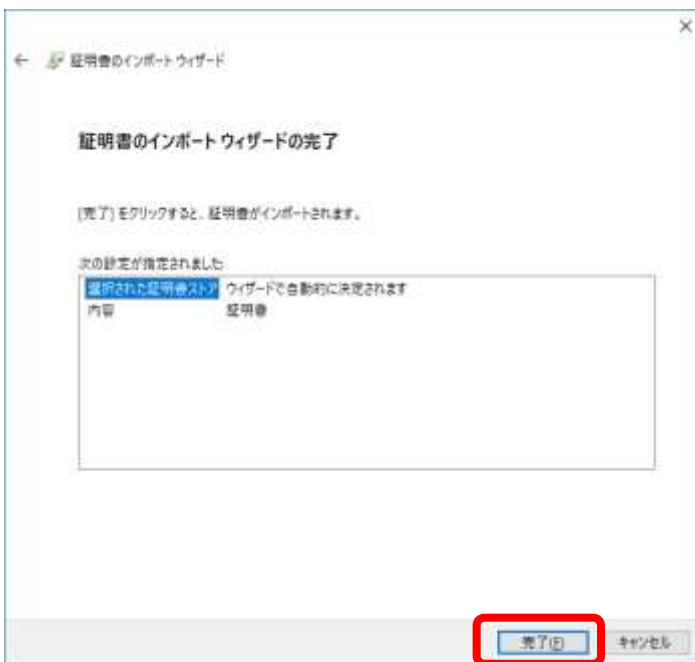 証明書のインポート ウィザード
証明書のインポート ウィザードの完了
[完了] をクリックすると、証明書がインポートされます。
次の設定が指定されました:
選択された証明書ストア ウィザードで自動的に決定されます
内容 証明書
完了(F) キャンセル